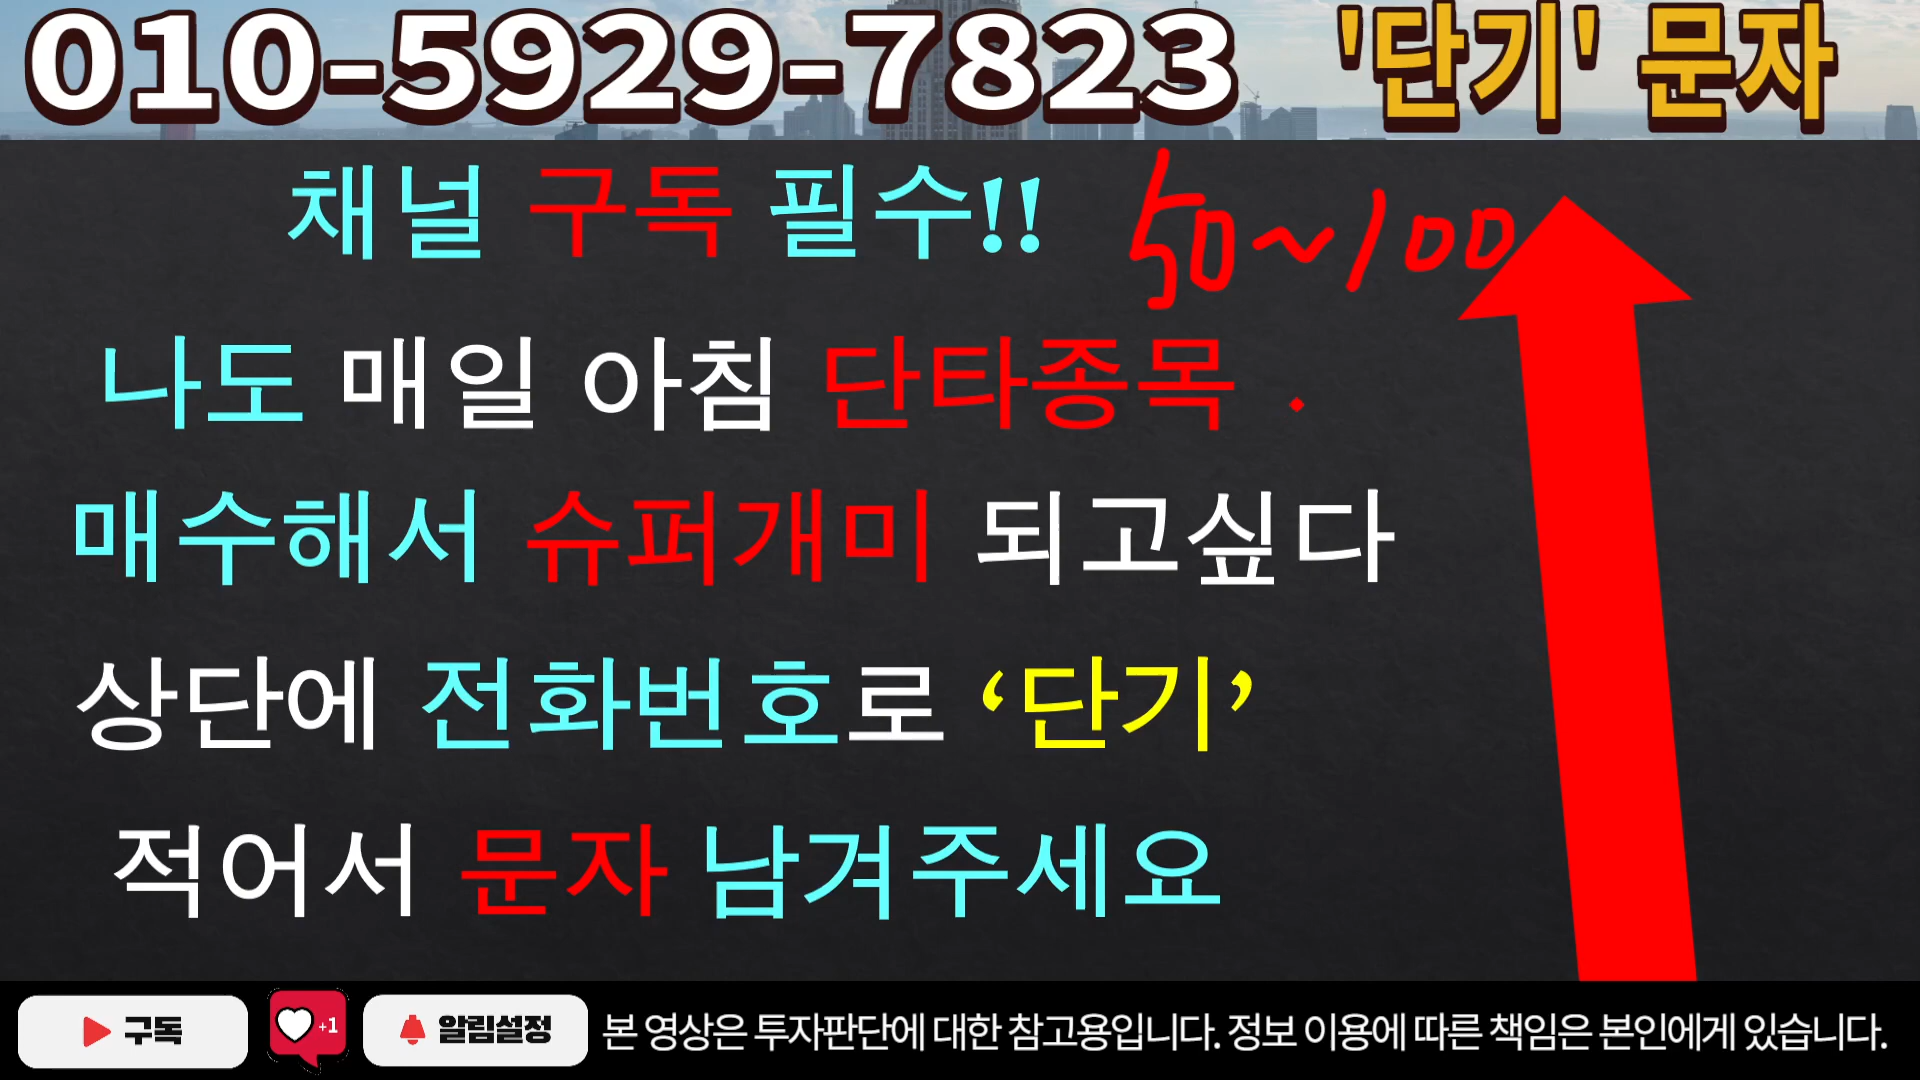 010-5929-7823 '단기' 문자
채널 구독 필수!! 50~100
나도 매일 아침 단타종목 .
매수해서 슈퍼개미 되고싶다
상단에 전화번호로 ‘단기’
적어서 문자 남겨주세요
구독 +1 알림설정 본 영상은 투자판단에 대한 참고용입니다. 정보 이용에 따른 책임은 본인에게 있습니다.